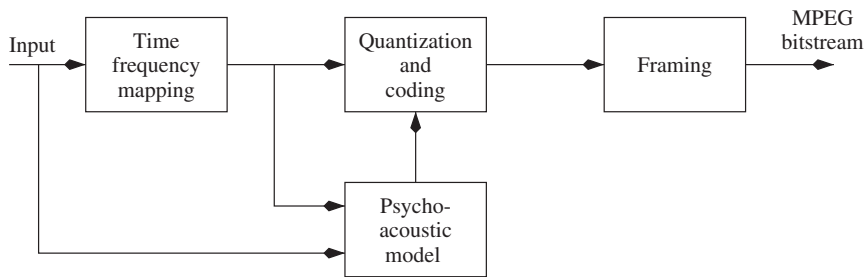 Input
Time
frequency
mapping
Quantization
and
coding
Framing
MPEG
bitstream
Psycho-
acoustic
model